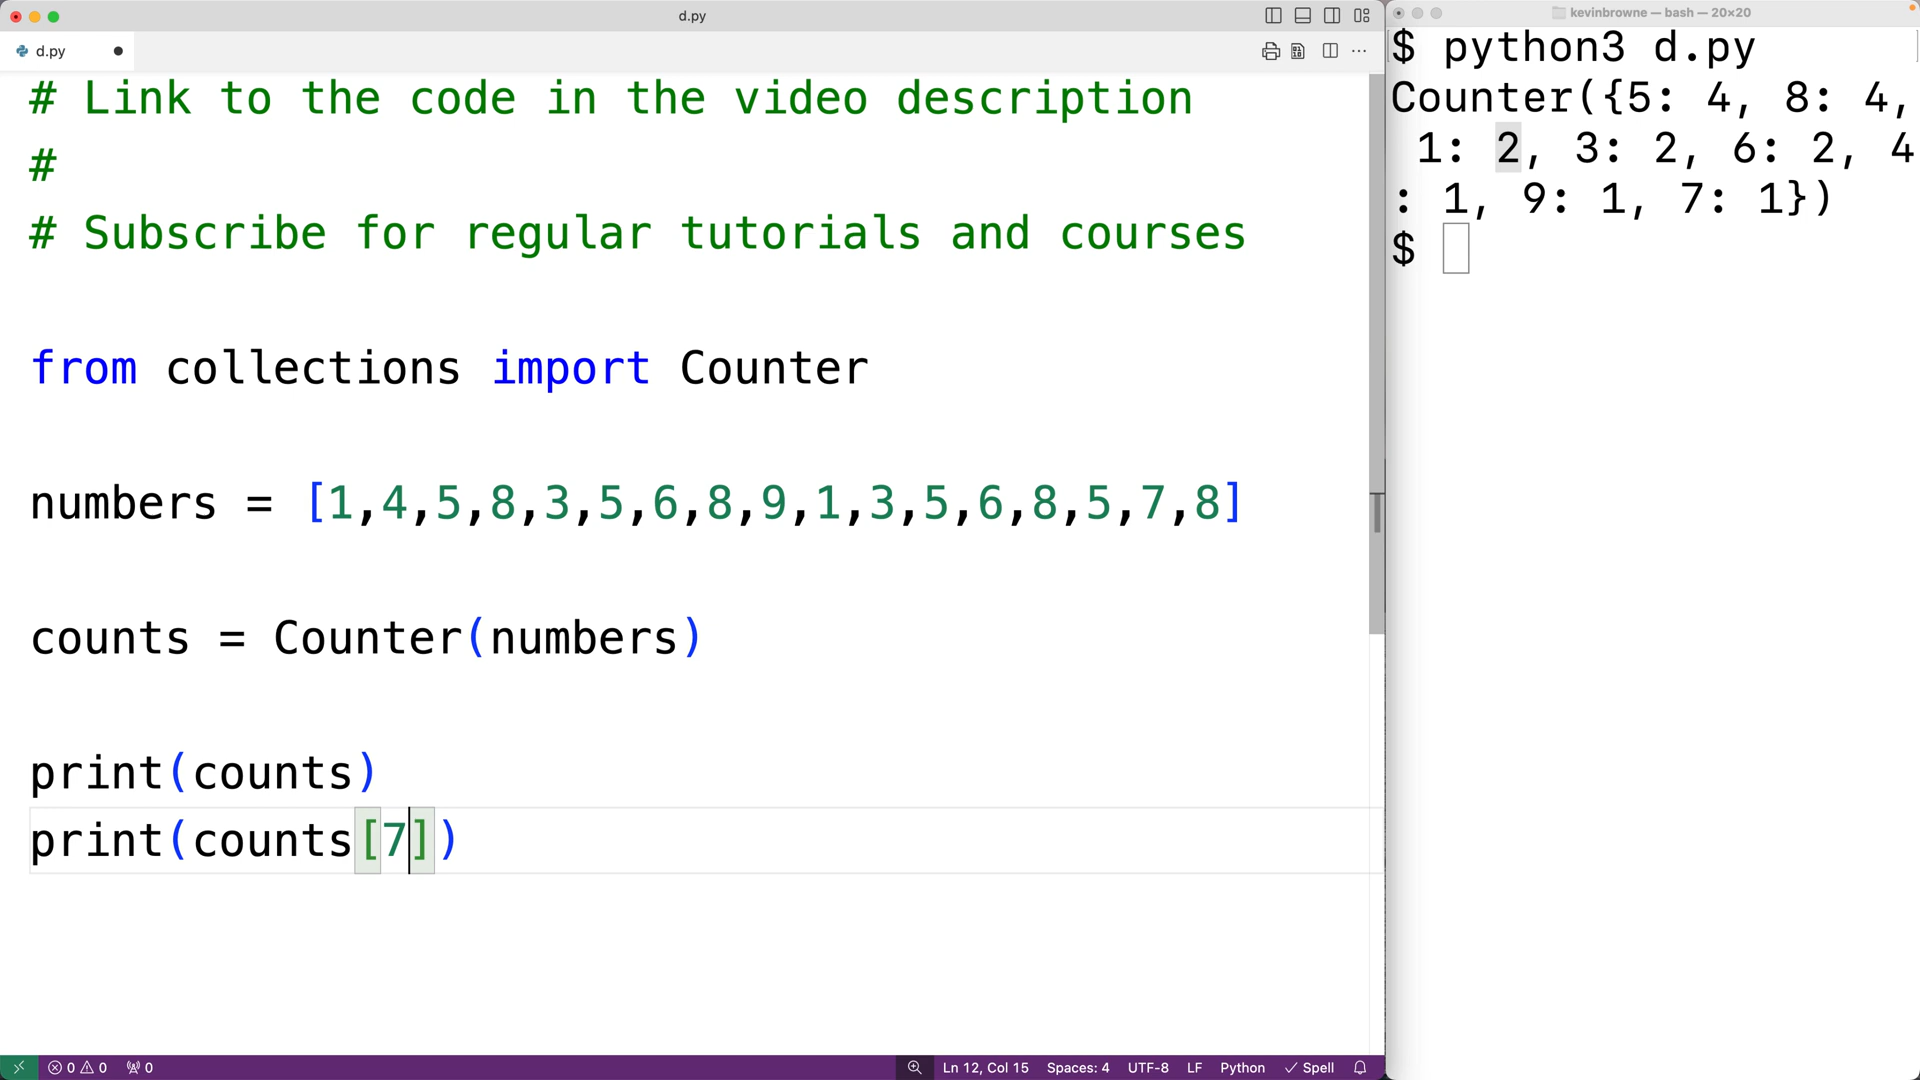 d.py
d.py
# Link to the code in the video description
#
# Subscribe for regular tutorials and courses
from collections import Counter
numbers = [1,4,5,8,3,5,6,8,9,1,3,5,6,8,5,7,8]
counts = Counter(numbers)
print(counts)
print(counts[7])
0 0 0 Ln 12, Col 15 Spaces: 4 UTF-8 LF Python Spell
kevinbrowne — bash — 20×20
$ python3 d.py
Counter({5: 4, 8: 4,
1: 2, 3: 2, 6: 2, 4
: 1, 9: 1, 7: 1})
$